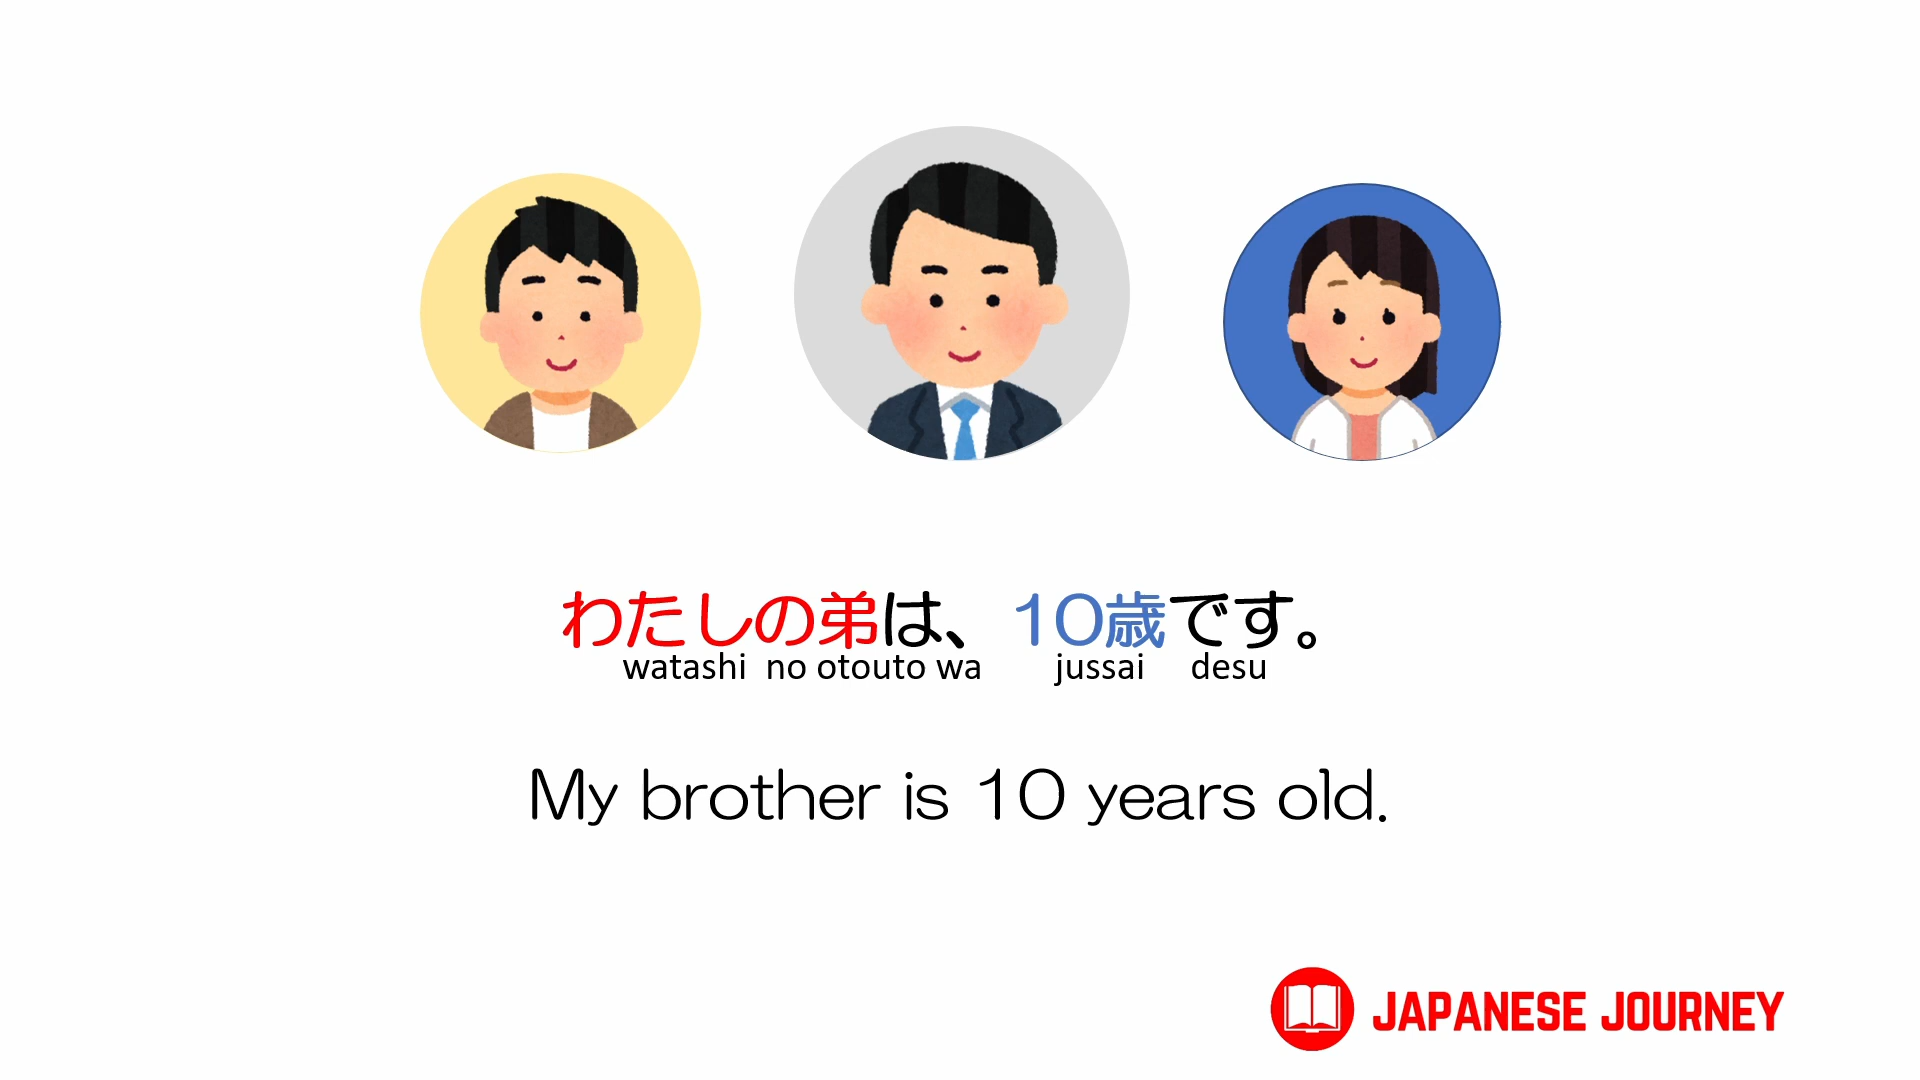 わたしの弟は、10歳です。
watashi no otouto wa jussai desu
My brother is 10 years old.
JAPANESE JOURNEY